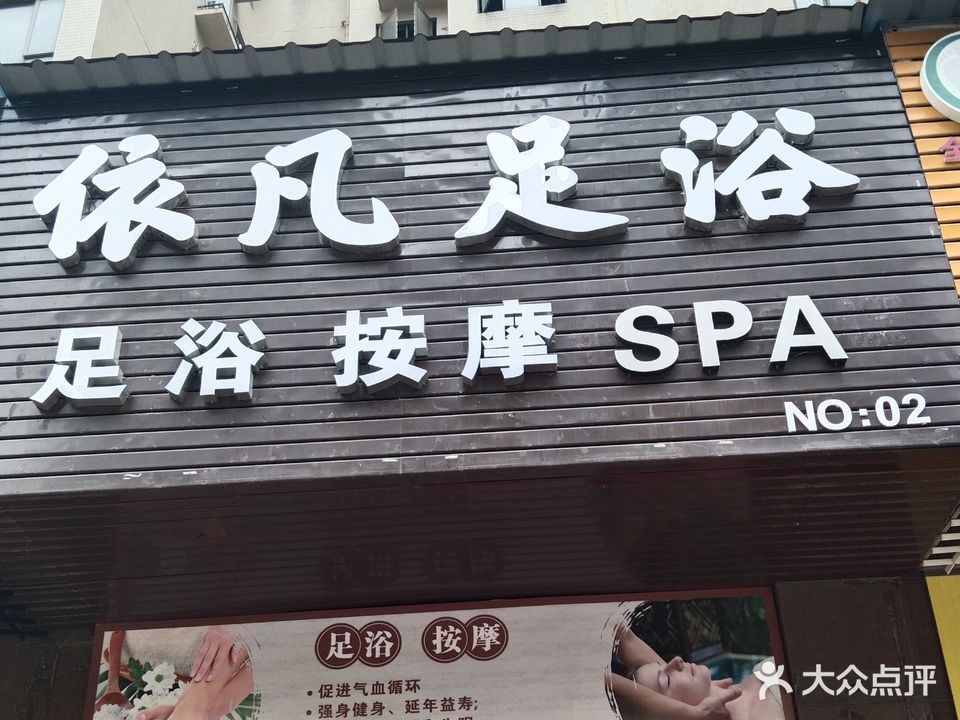 依凡足浴
足浴 按摩 SPA
NO:02
足浴 按摩
• 促进气血循环
• 强身健身、延年益寿;
大众点评